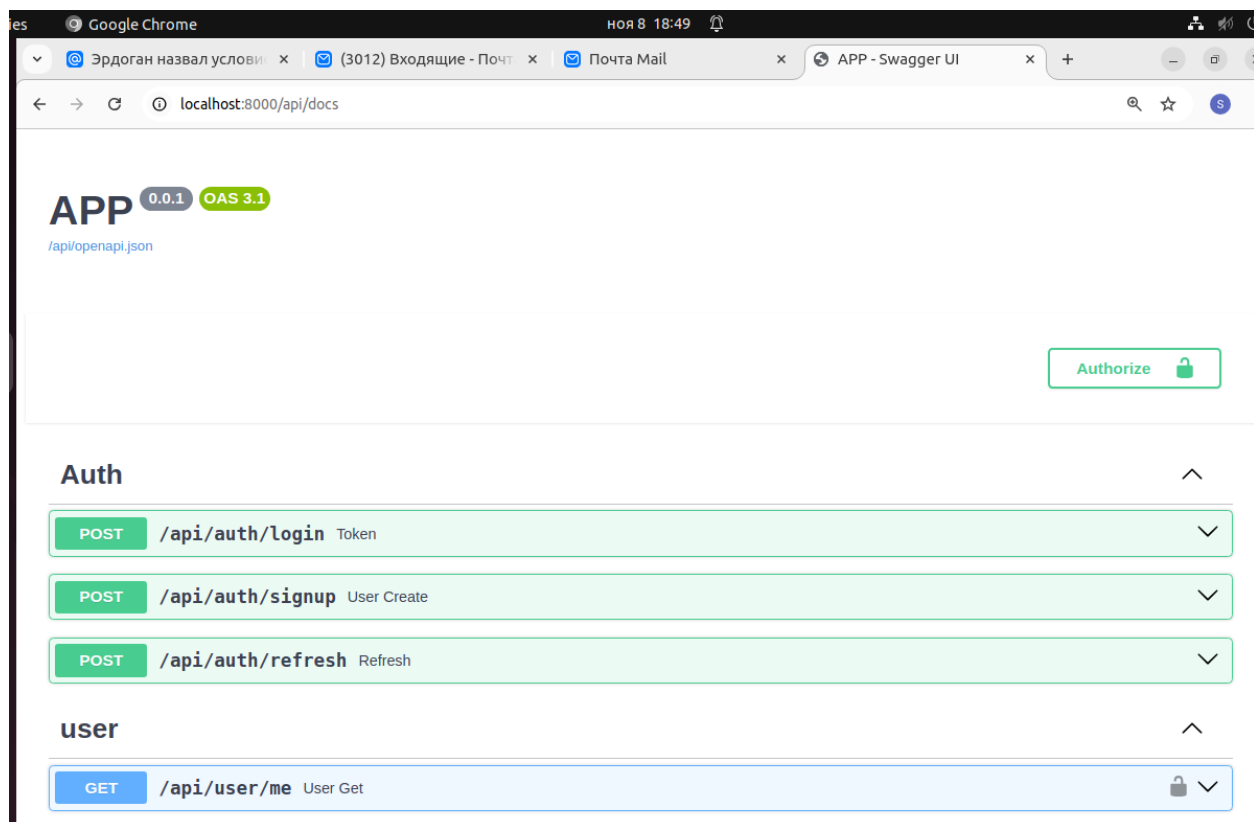 ies Google Chrome ноя 8 18:49
Эрдоган назвал услови (3012) Входящие - Почт Почта Mail APP - Swagger UI
localhost:8000/api/docs S
APP 0.0.1 OAS 3.1
/api/openapi.json
Authorize
Auth
POST /api/auth/login Token
POST /api/auth/signup User Create
POST /api/auth/refresh Refresh
user
GET /api/user/me User Get